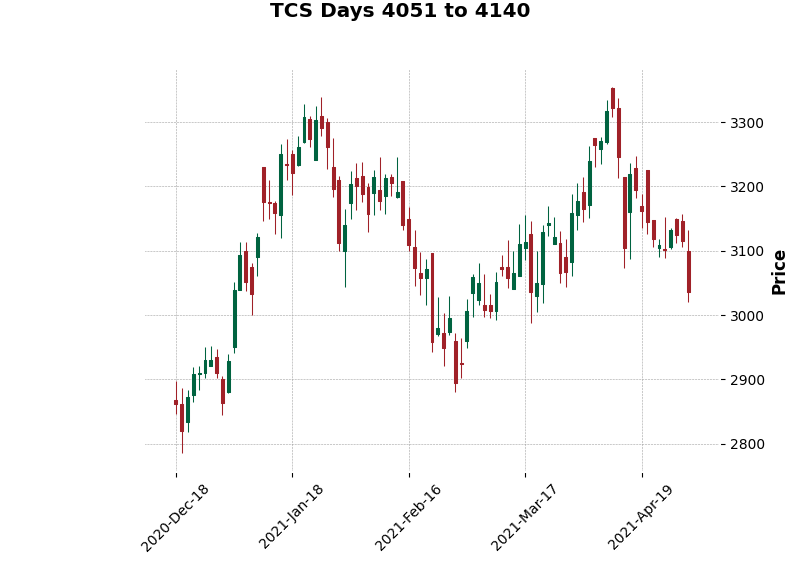 TCS Days 4051 to 4140
3300
3200
3100
3000
2900
2800
Price
2020-Dec-18
2021-Jan-18
2021-Feb-16
2021-Mar-17
2021-Apr-19